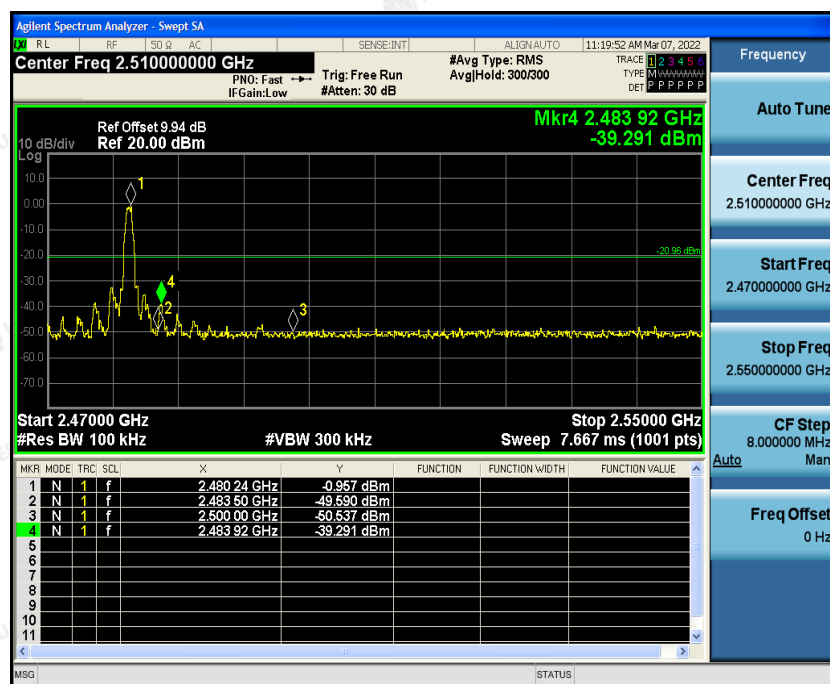 Agilent Spectrum Analyzer - Swept SA
LXI RL RF 50 Ω AC SENSE:INT ALIGN AUTO 11:19:52 AM Mar 07, 2022
Center Freq 2.510000000 GHz
PNO: Fast
IFGain:Low
Trig: Free Run
#Atten: 30 dB
#Avg Type: RMS
Avg|Hold: 300/300
TRACE 1 2 3 4 5 6
TYPE M
DET P P P P P P
Ref Offset 9.94 dB
10 dB/div Ref 20.00 dBm
Log
Mkr4 2.483 92 GHz
-39.291 dBm
10.0
0.00
-10.0
-20.0
-30.0
-40.0
-50.0
-60.0
-70.0
1
4
2
3
-20.96 dBm
Start 2.47000 GHz Stop 2.55000 GHz
#Res BW 100 kHz #VBW 300 kHz Sweep 7.667 ms (1001 pts)
MKR MODE TRC SCL X Y FUNCTION FUNCTION WIDTH FUNCTION VALUE
1 N 1 f 2.480 24 GHz -0.957 dBm
2 N 1 f 2.483 50 GHz -49.590 dBm
3 N 1 f 2.500 00 GHz -50.537 dBm
4 N 1 f 2.483 92 GHz -39.291 dBm
5
6
7
8
9
10
11
MSG STATUS
Frequency
Auto Tune
Center Freq
2.510000000 GHz
Start Freq
2.470000000 GHz
Stop Freq
2.550000000 GHz
CF Step
8.000000 MHz
Auto Man
Freq Offset
0 Hz